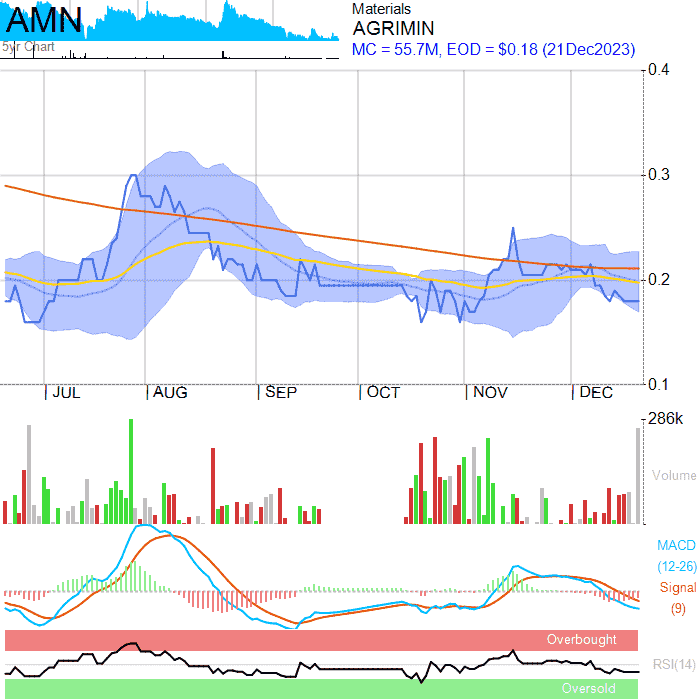 AMN
5yr Chart
Materials
AGRIMIN
MC = 55.7M, EOD = $0.18 (21Dec2023)
0.4
0.3
0.2
0.1
JUL AUG SEP OCT NOV DEC
286k
Volume
MACD
(12-26)
Signal
(9)
Overbought
RSI(14)
Oversold